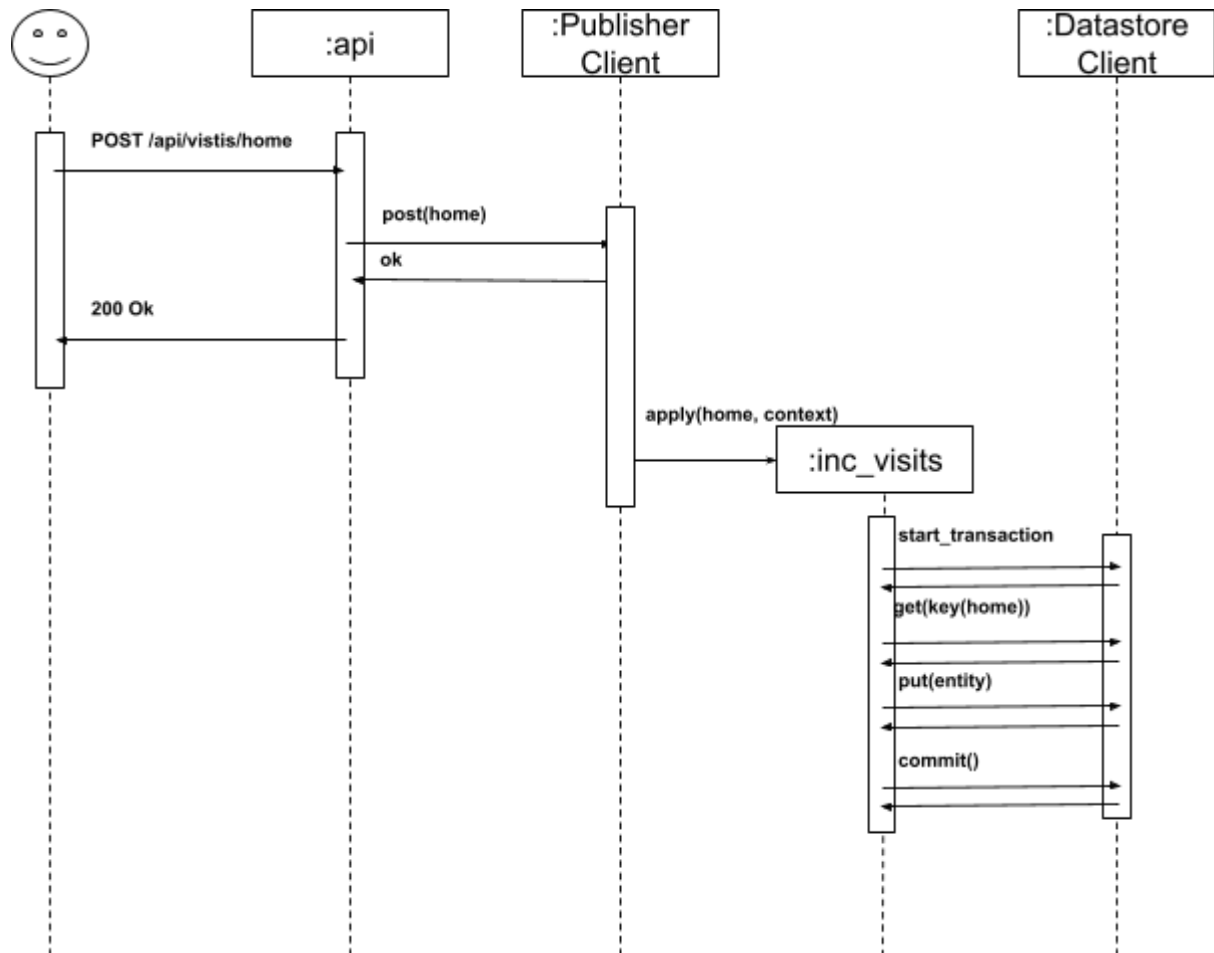 :api
:Publisher
Client
:Datastore
Client
POST /api/vistis/home
post(home)
ok
200 Ok
apply(home, context)
:inc_visits
start_transaction
get(key(home))
put(entity)
commit()